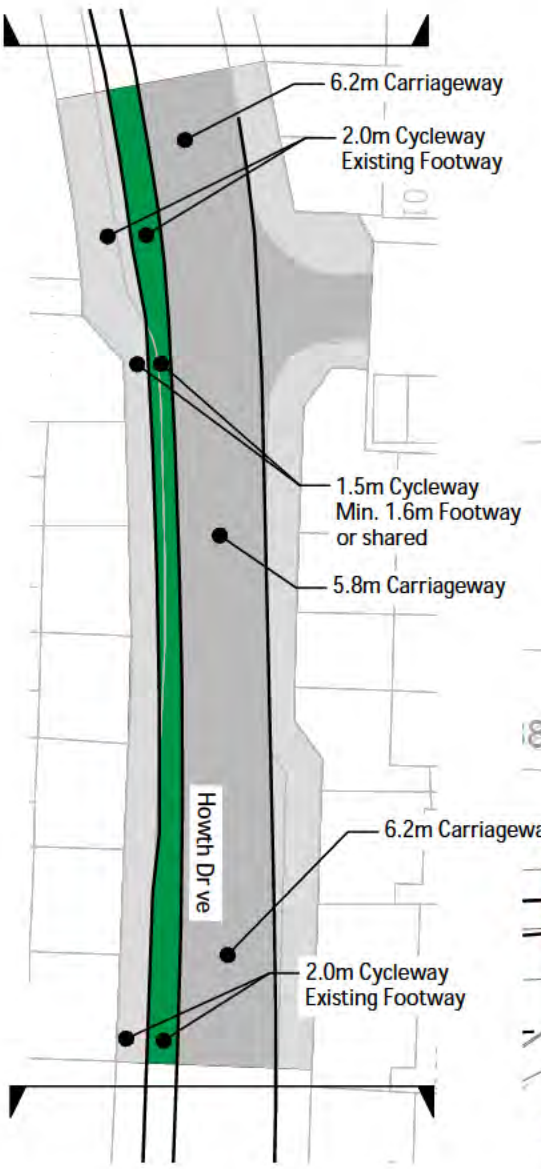 6.2m Carriageway
2.0m Cycleway
Existing Footway
01
1.5m Cycleway
Min. 1.6m Footway
or shared
5.8m Carriageway
Howth Dr ve
6.2m Carriagewa
2.0m Cycleway
Existing Footway